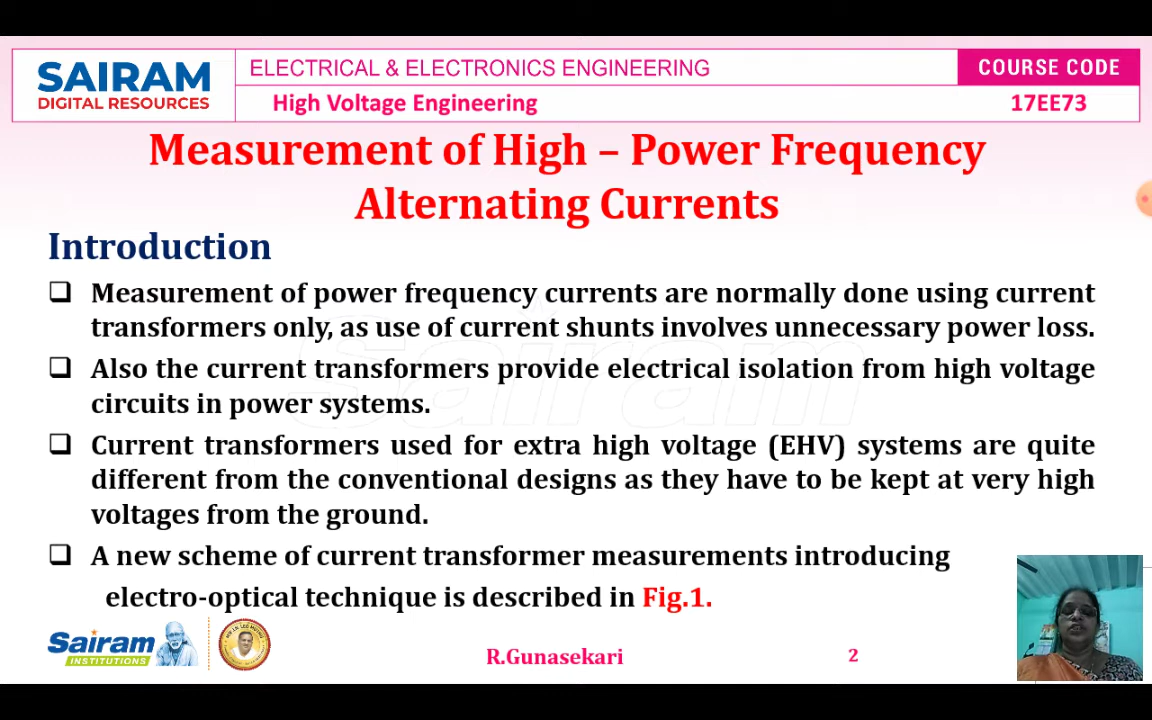 SAIRAM
DIGITAL RESOURCES
ELECTRICAL & ELECTRONICS ENGINEERING
COURSE CODE
High Voltage Engineering
17EE73
Measurement of High – Power Frequency
Alternating Currents
Introduction
❑ Measurement of power frequency currents are normally done using current
transformers only, as use of current shunts involves unnecessary power loss.
❑ Also the current transformers provide electrical isolation from high voltage
circuits in power systems.
❑ Current transformers used for extra high voltage (EHV) systems are quite
different from the conventional designs as they have to be kept at very high
voltages from the ground.
❑ A new scheme of current transformer measurements introducing
electro-optical technique is described in Fig.1.
Sairam
Sairam
INSTITUTIONS
R.Gunasekari
2